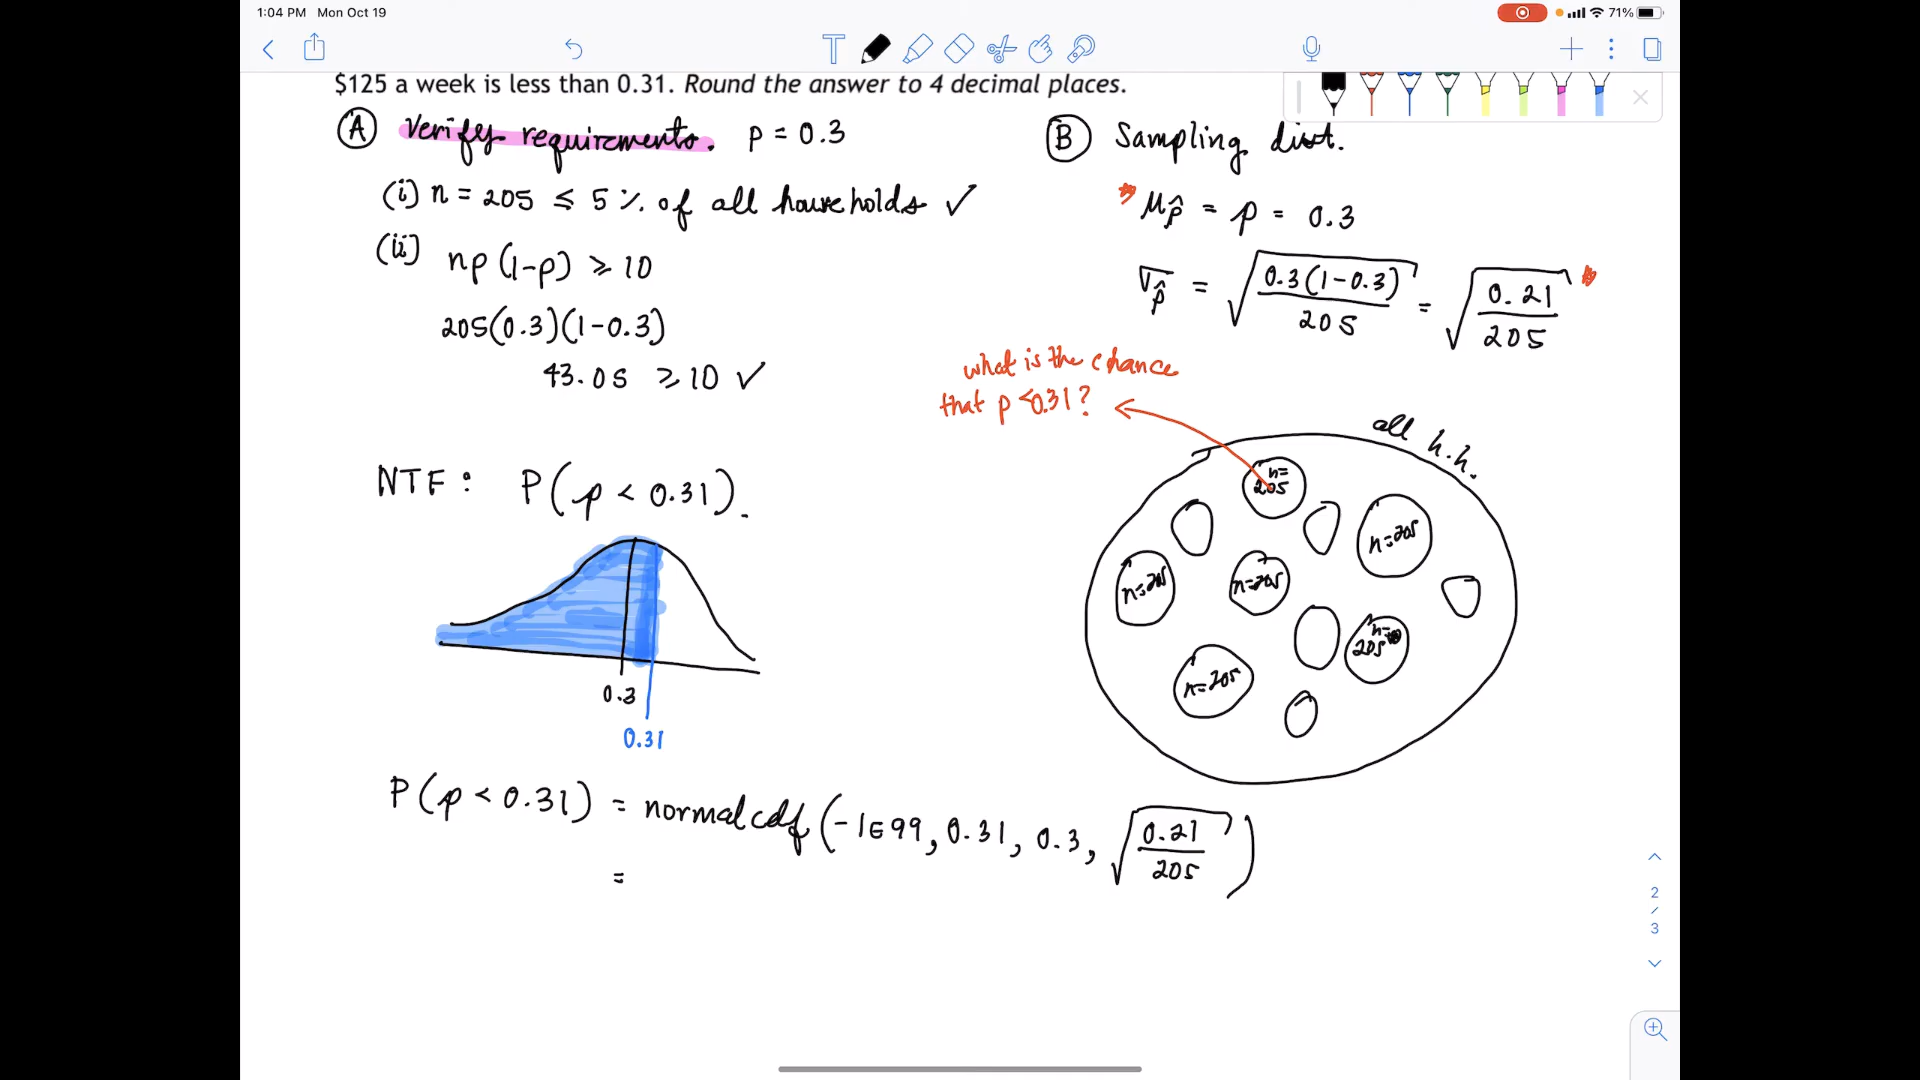 1:04 PM Mon Oct 19
71%
$125 a week is less than 0.31. Round the answer to 4 decimal places.
Ⓐ Verify requirements. p = 0.3
(i) n = 205 ≤ 5 % of all households ✓
(ii) np(1-p) ≥ 10
205(0.3)(1-0.3)
43.05 ≥ 10 ✓
NTF: P(p < 0.31).
0.3
0.31
Ⓑ Sampling dist.
* μp̂ = p = 0.3
σp̂ = √(0.3(1-0.3)/205) = √(0.21/205) *
what is the chance
that p < 0.31?
all h.h.
n=
205
n=205
n=205
n=205
n=
205
n=205
P(p < 0.31) = normalcdf(-1E99, 0.31, 0.3, √(0.21/205))
=
2
/
3